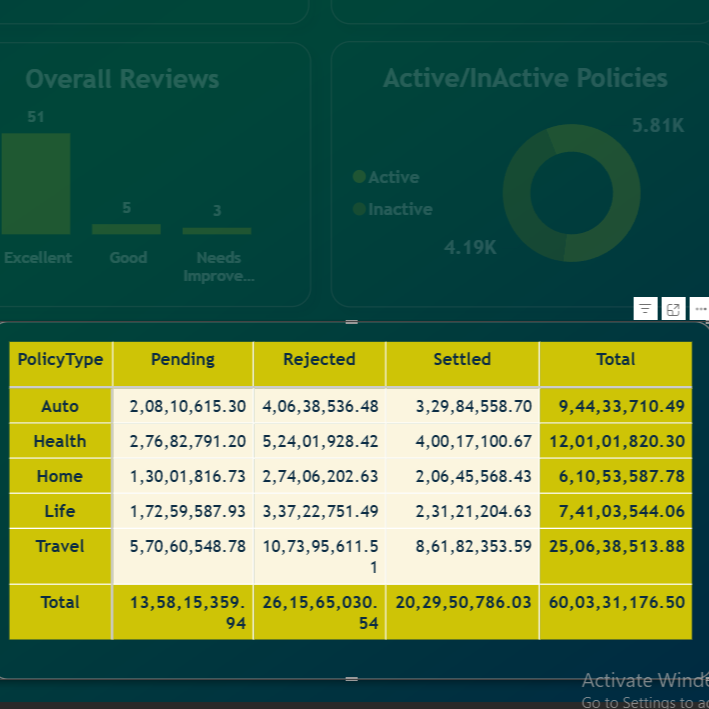 Overall Reviews
51
5
3
Excellent
Good
Needs
Improve...
Active/InActive Policies
5.81K
Active
Inactive
4.19K
PolicyType Pending Rejected Settled Total
Auto 2,08,10,615.30 4,06,38,536.48 3,29,84,558.70 9,44,33,710.49
Health 2,76,82,791.20 5,24,01,928.42 4,00,17,100.67 12,01,01,820.30
Home 1,30,01,816.73 2,74,06,202.63 2,06,45,568.43 6,10,53,587.78
Life 1,72,59,587.93 3,37,22,751.49 2,31,21,204.63 7,41,03,544.06
Travel 5,70,60,548.78 10,73,95,611.5 8,61,82,353.59 25,06,38,513.88
1
Total 13,58,15,359. 26,15,65,030. 20,29,50,786.03 60,03,31,176.50
94 54
Activate Windo
Go to Settings to a